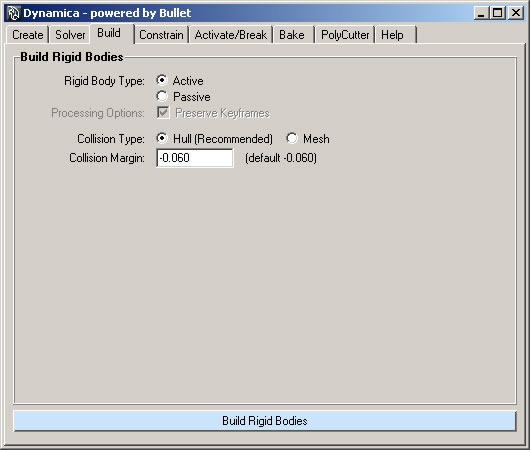 Dynamica - powered by Bullet
Create Solver Build Constrain Activate/Break Bake PolyCutter Help
Build Rigid Bodies
Rigid Body Type: Active
Passive
Processing Options: Preserve Keyframes
Collision Type: Hull (Recommended) Mesh
Collision Margin: -0.060 (default -0.060)
Build Rigid Bodies